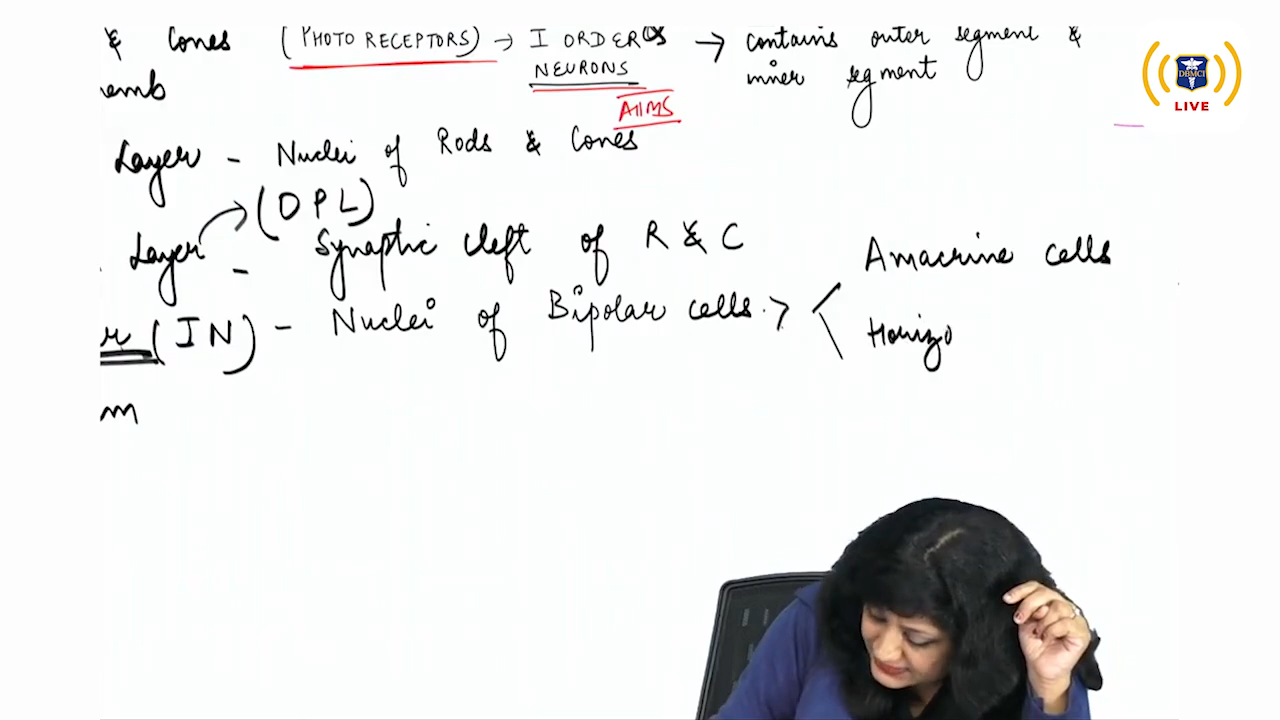 & Cones (PHOTO RECEPTORS) → I ORDER → contains outer segment &
NEURONS inner segment
emb
AIIMS
Layer - Nuclei of Rods & Cones
(OPL)
Layer - Synaptic cleft of R & C
Amacrine cells
(IN) - Nuclei of Bipolar cells
Horizo
m
DBMCI
LIVE